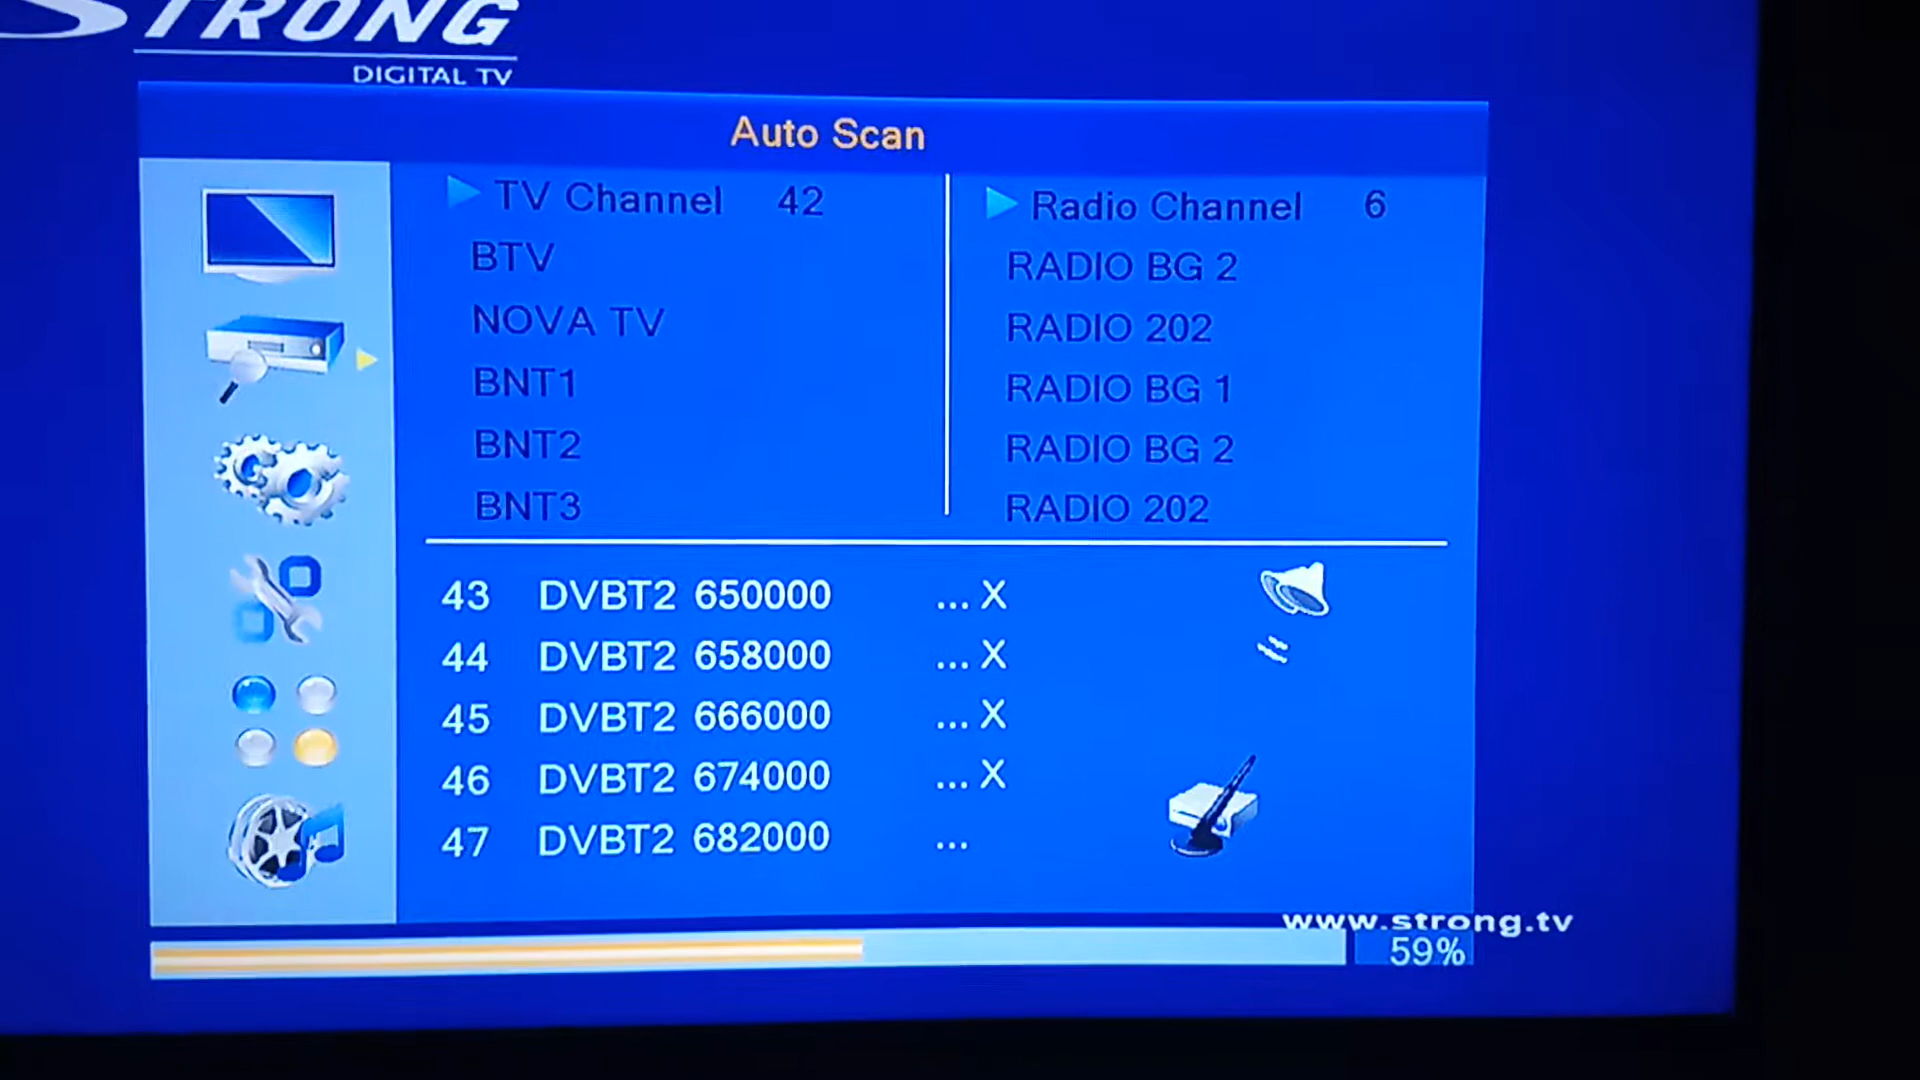 STRONG
DIGITAL TV
Auto Scan
TV Channel 42
BTV
NOVA TV
BNT1
BNT2
BNT3
Radio Channel 6
RADIO BG 2
RADIO 202
RADIO BG 1
RADIO BG 2
RADIO 202
43 DVBT2 650000 ... X
44 DVBT2 658000 ... X
45 DVBT2 666000 ... X
46 DVBT2 674000 ... X
47 DVBT2 682000 ...
www.strong.tv
59%